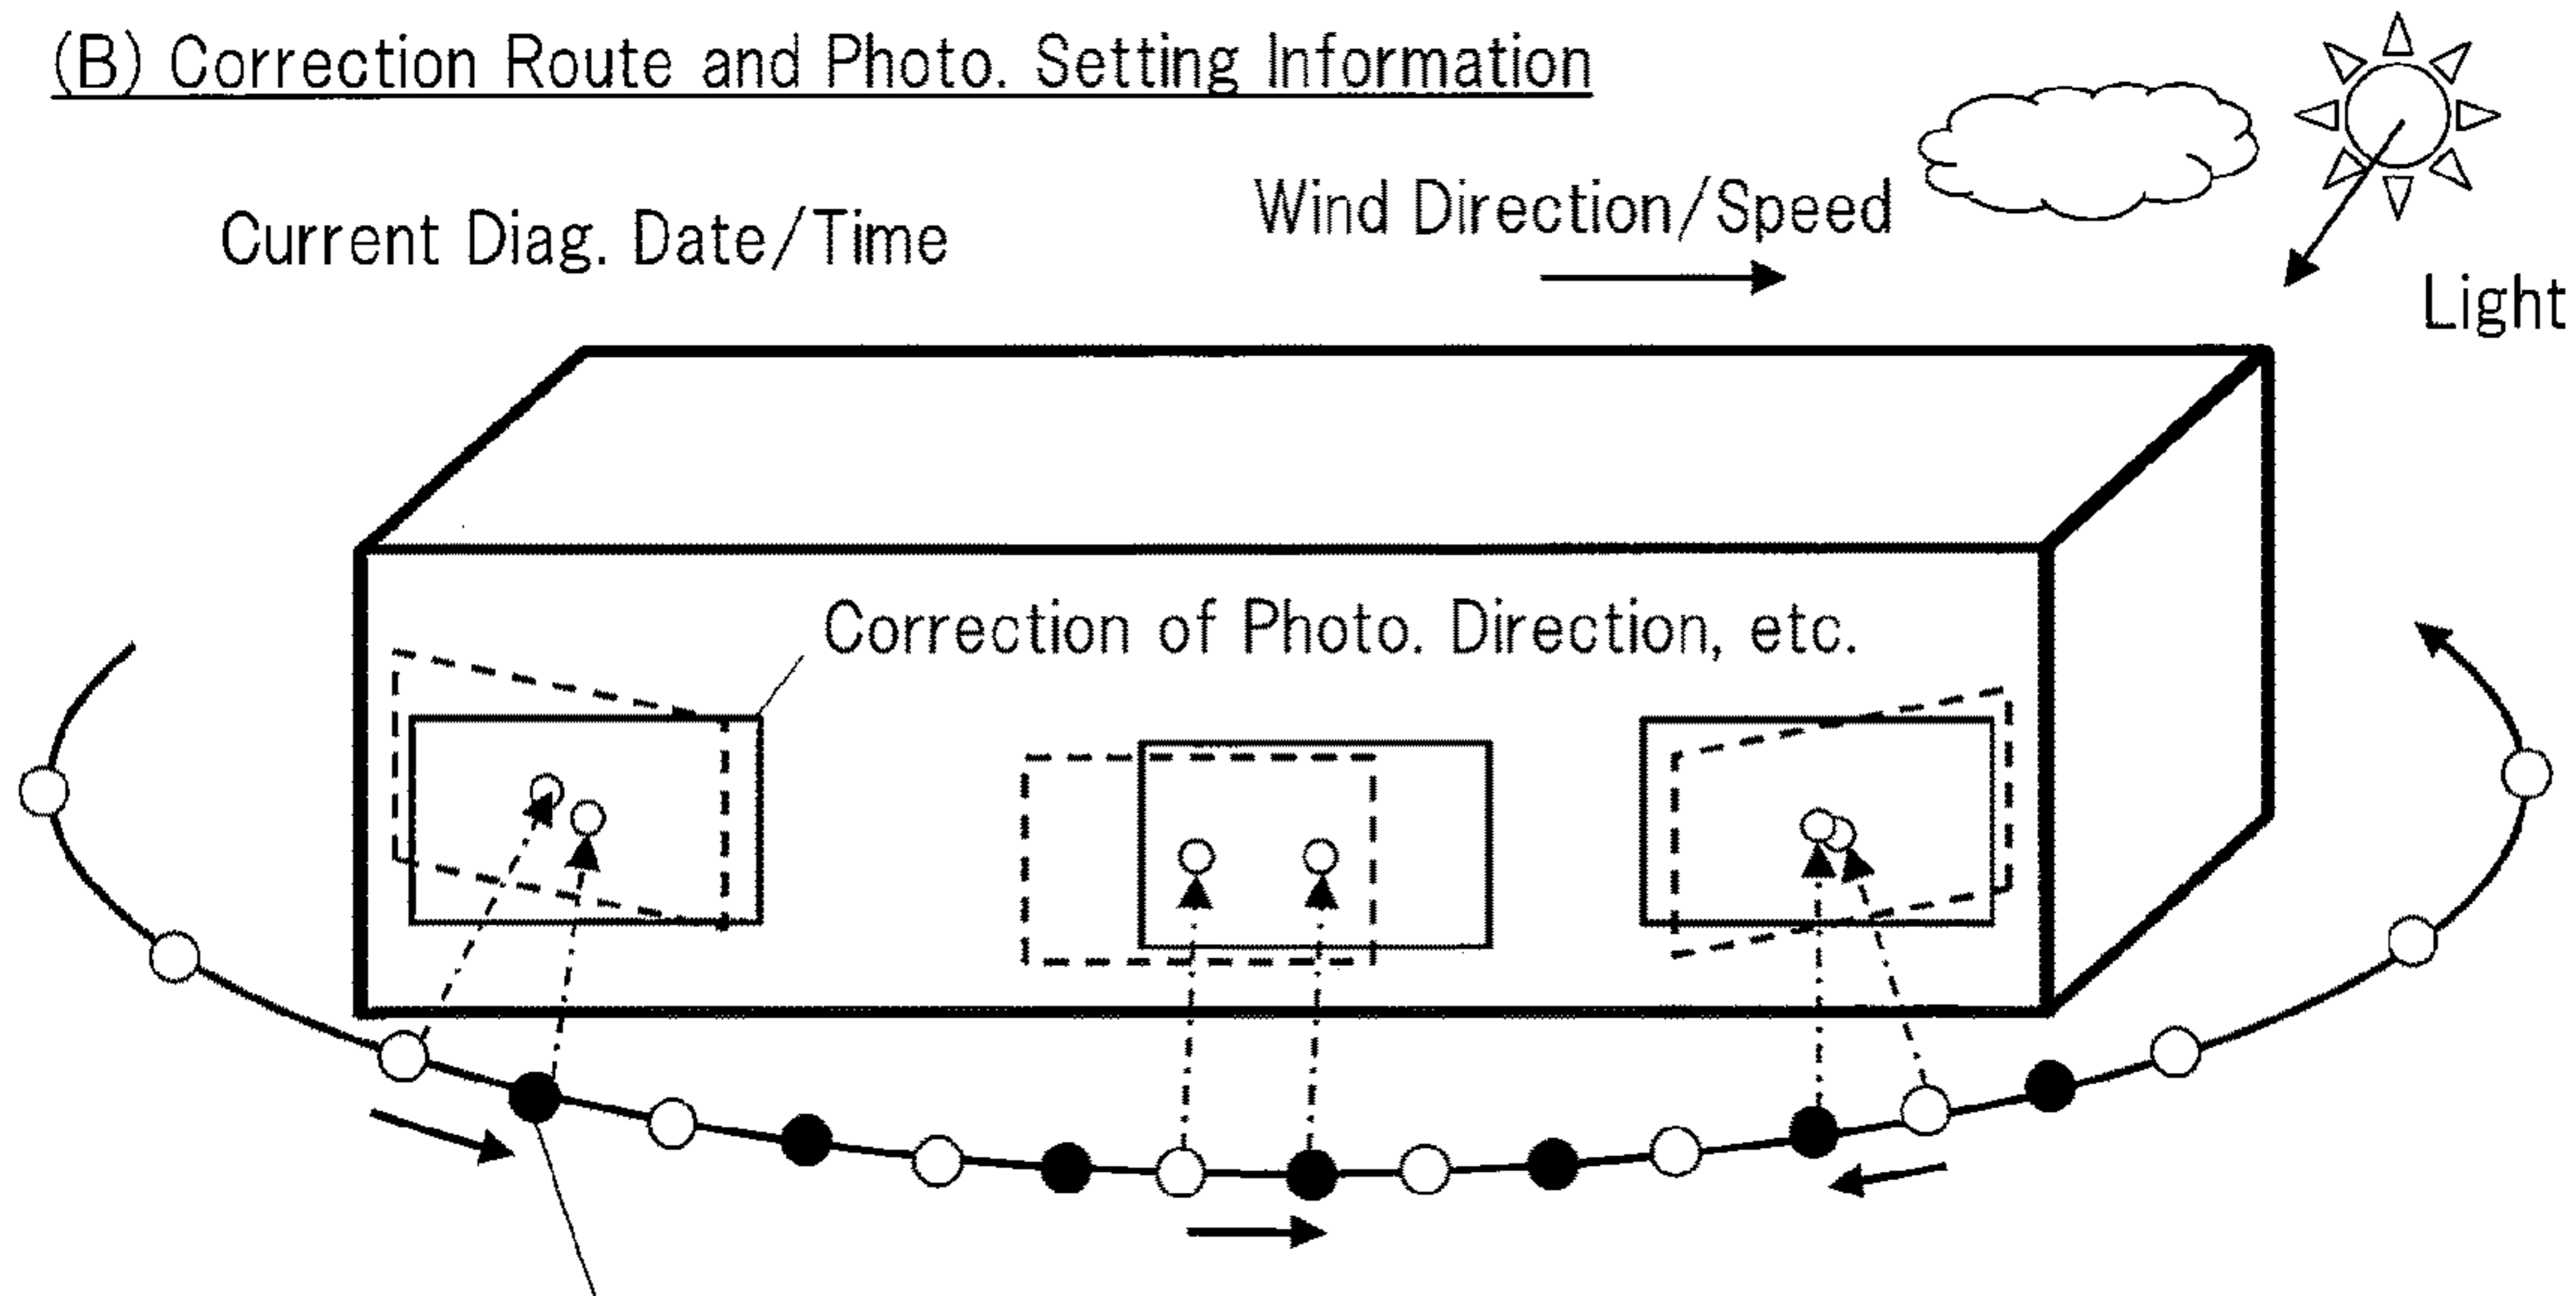 (B) Correction Route and Photo. Setting Information
Current Diag. Date/Time
Wind Direction/Speed
Light
Correction of Photo. Direction, etc.